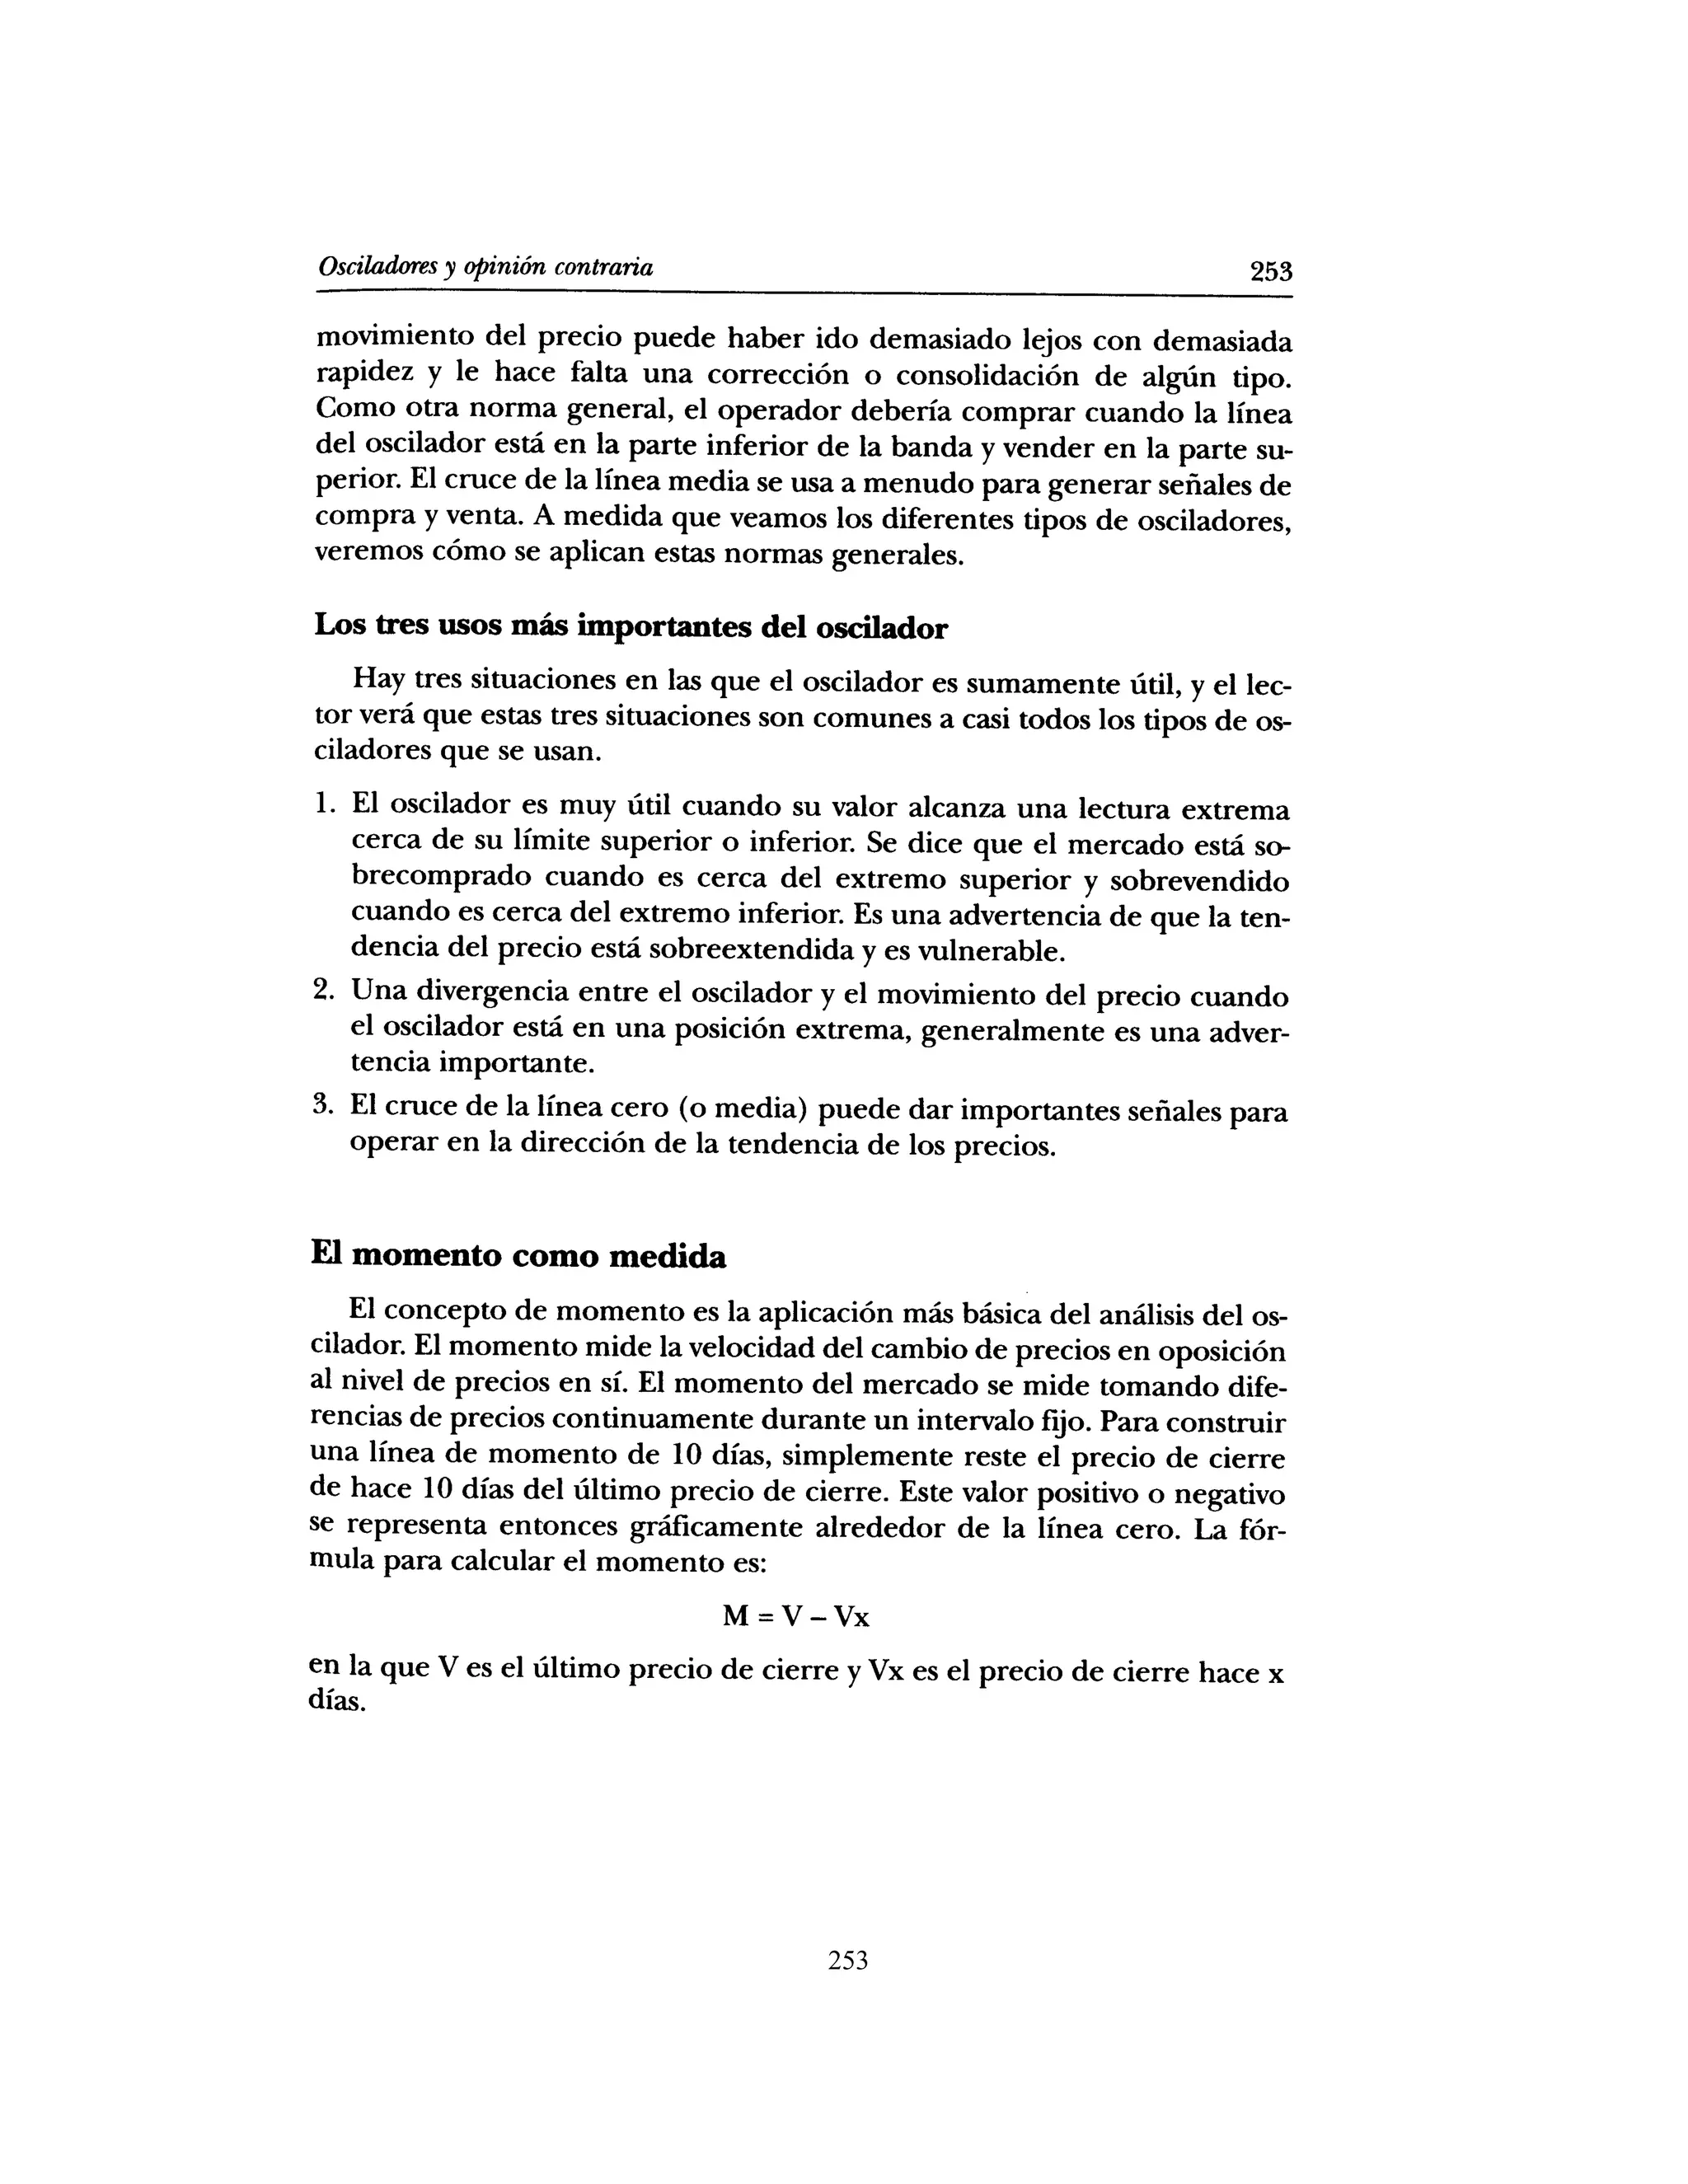 Osciladores y opinión contraria 253
movimiento del precio puede haber ido demasiado lejos con demasiada
rapidez y le hace falta una corrección o consolidación de algún tipo.
Como otra norma general, el operador debería comprar cuando la línea
del oscilador está en la parte inferior de la banda y vender en la parte su-
perior. El cruce de la línea media se usa a menudo para generar señales de
compra y venta. A medida que veamos los diferentes tipos de osciladores,
veremos cómo se aplican estas normas generales.
Los tres usos más importantes del oscilador
Hay tres situaciones en las que el oscilador es sumamente útil, y el lec-
tor verá que estas tres situaciones son comunes a casi todos los tipos de os-
ciladores que se usan.
1. El oscilador es muy útil cuando su valor alcanza una lectura extrema
cerca de su límite superior o inferior. Se dice que el mercado está so-
brecomprado cuando es cerca del extremo superior y sobrevendido
cuando es cerca del extremo inferior. Es una advertencia de que la ten-
dencia del precio está sobreextendida y es vulnerable.
2. Una divergencia entre el oscilador y el movimiento del precio cuando
el oscilador está en una posición extrema, generalmente es una adver-
tencia importante.
3. El cruce de la línea cero (o media) puede dar importantes señales para
operar en la dirección de la tendencia de los precios.
El momento como medida
El concepto de momento es la aplicación más básica del análisis del os-
cilador. El momento mide la velocidad del cambio de precios en oposición
al nivel de precios en sí. El momento del mercado se mide tomando dife-
rencias de precios continuamente durante un intervalo fijo. Para construir
una línea de momento de 10 días, simplemente reste el precio de cierre
de hace 10 días del último precio de cierre. Este valor positivo o negativo
se representa entonces gráficamente alrededor de la línea cero. La fór-
mula para calcular el momento es:
M = V – Vx
en la que V es el último precio de cierre y Vx es el precio de cierre hace x
días.
253